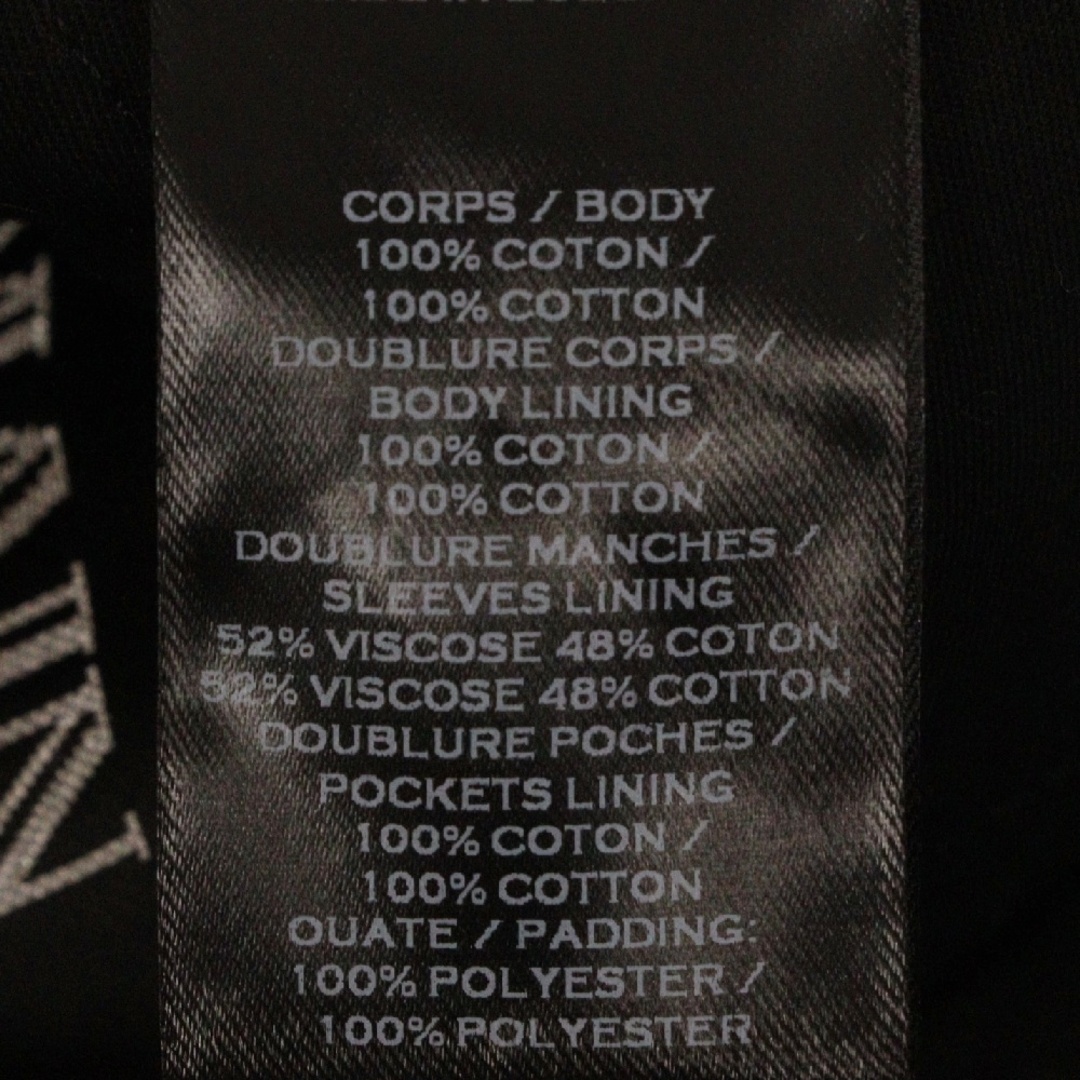 CORPS / BODY
100% COTON /
100% COTTON
DOUBLURE CORPS /
BODY LINING
100% COTON /
100% COTTON
DOUBLURE MANCHES /
SLEEVES LINING
52% VISCOSE 48% COTON
52% VISCOSE 48% COTTON
DOUBLURE POCHES /
POCKETS LINING
100% COTON /
100% COTTON
OUATE / PADDING:
100% POLYESTER /
100% POLYESTER